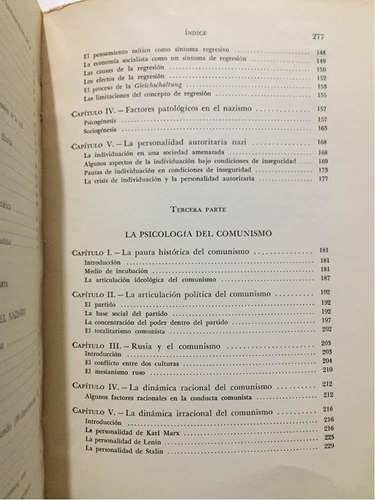 ÍNDICE 277
El pensamiento mítico como síntoma regresivo 148
La economía socialista como un síntoma de regresión 149
Las causas de la regresión 150
Los efectos de la regresión 152
El proceso de la Gleichschaltung 153
Las limitaciones del concepto de regresión 155
CAPÍTULO IV.—Factores patológicos en el nazismo 157
Psicogénesis 157
Sociogénesis 163
CAPÍTULO V.—La personalidad autoritaria nazi 168
La individuación en una sociedad amenazada 168
Algunos aspectos de la individuación bajo condiciones de inseguridad 169
Pautas de individuación en condiciones de inseguridad 173
La crisis de individuación y la personalidad autoritaria 177
TERCERA PARTE
LA PSICOLOGÍA DEL COMUNISMO
CAPÍTULO I.—La pauta histórica del comunismo 181
Introducción 181
Medio de incubación 181
La articulación ideológica del comunismo 187
CAPÍTULO II.—La articulación política del comunismo 192
El partido 192
La base social del partido 192
La concentración del poder dentro del partido 197
El totalitarismo comunista 202
CAPÍTULO III.—Rusia y el comunismo 203
Introducción 203
El conflicto entre dos culturas 204
El mesianismo ruso 210
CAPÍTULO IV.—La dinámica racional del comunismo 212
Algunos factores racionales en la conducta comunista 212
CAPÍTULO V.—La dinámica irracional del comunismo 216
Introducción 216
La personalidad de Karl Marx 216
La personalidad de Lenin 225
La personalidad de Stalin 229